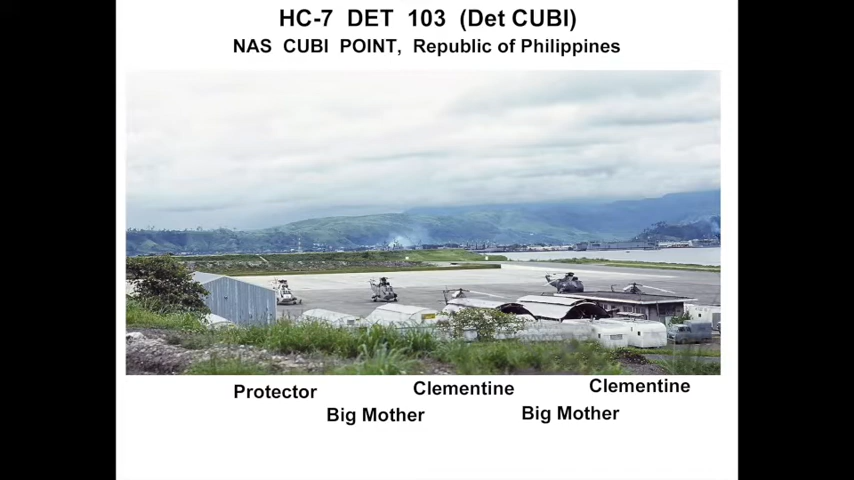 HC-7 DET 103 (Det CUBI)
NAS CUBI POINT, Republic of Philippines
Protector
Big Mother
Clementine
Big Mother
Clementine